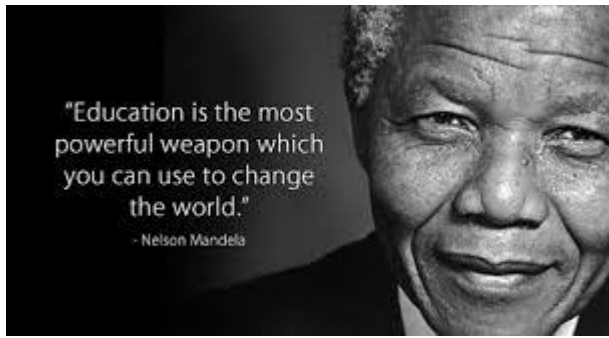 "Education is the most
powerful weapon which
you can use to change
the world."
- Nelson Mandela